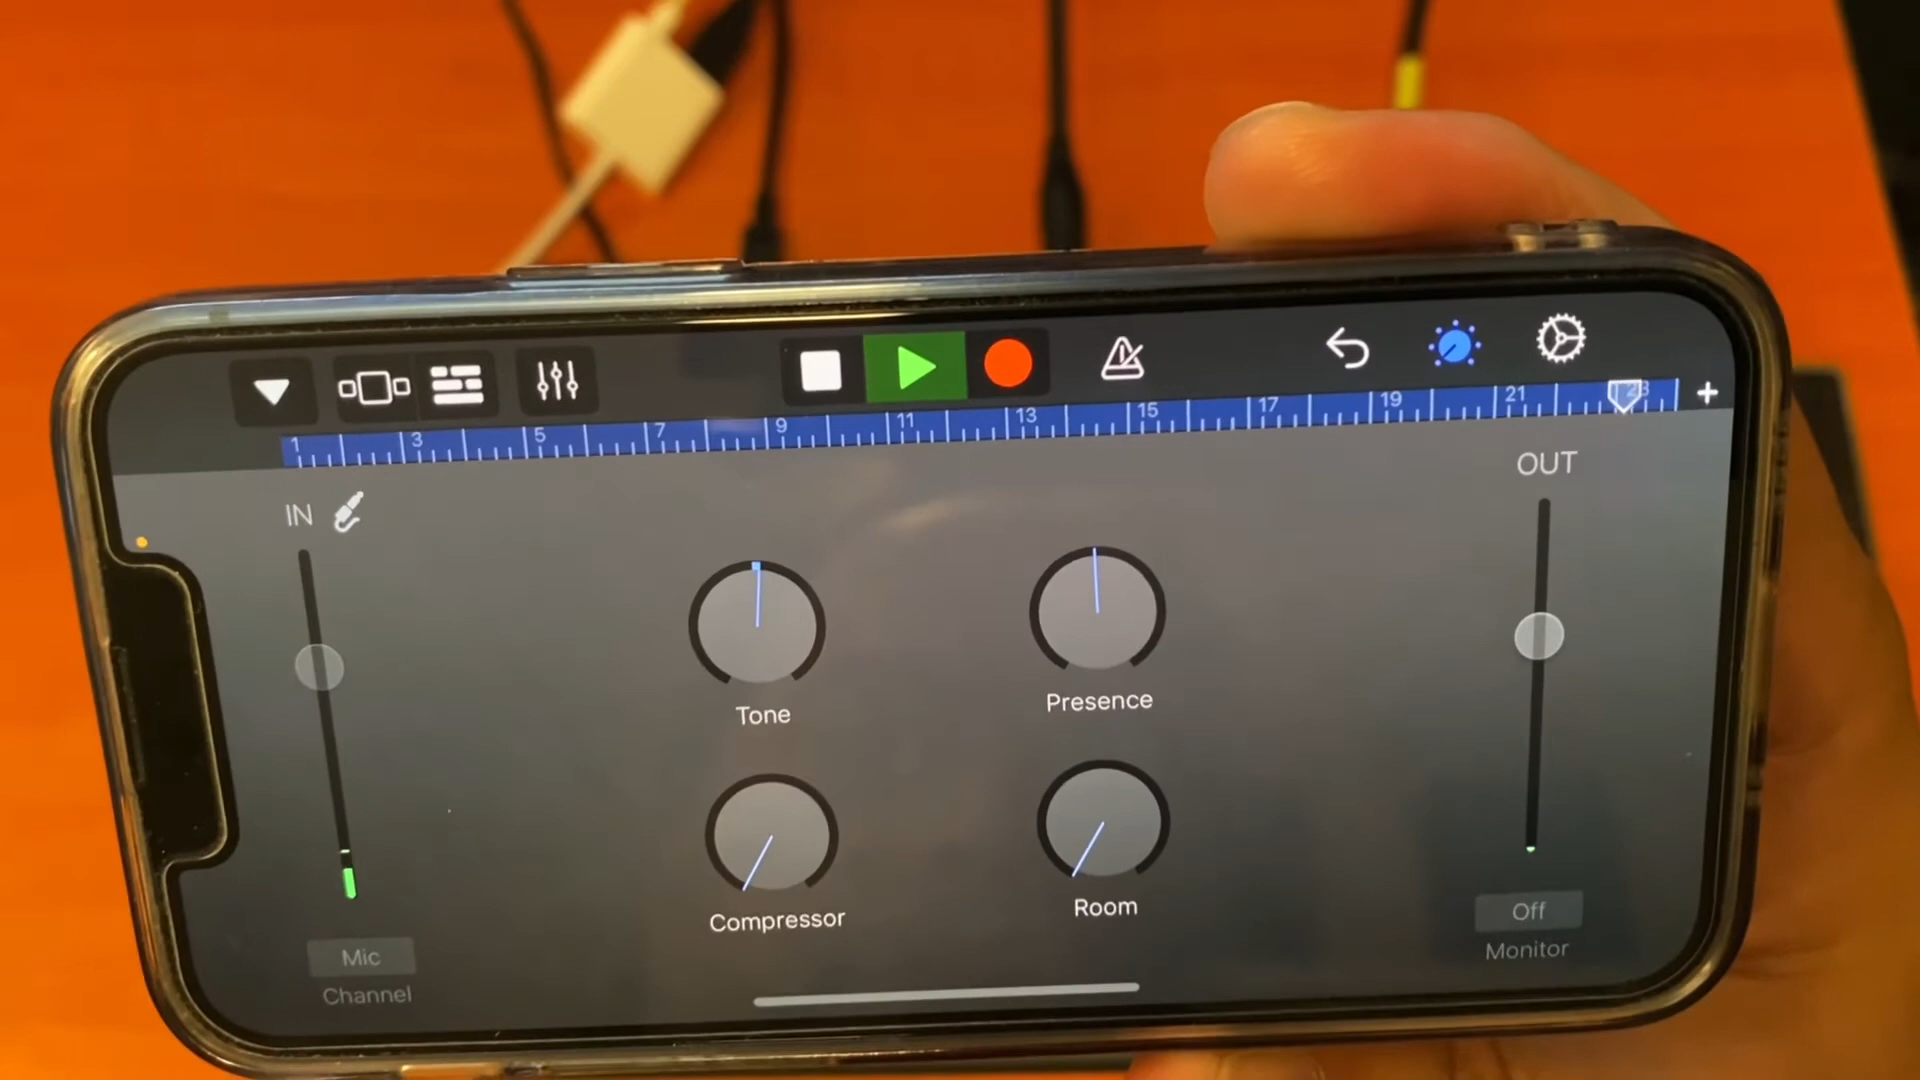 1 3 5 7 9 11 13 15 17 19 21 23
IN
OUT
Tone
Presence
Compressor
Room
Mic
Channel
Off
Monitor